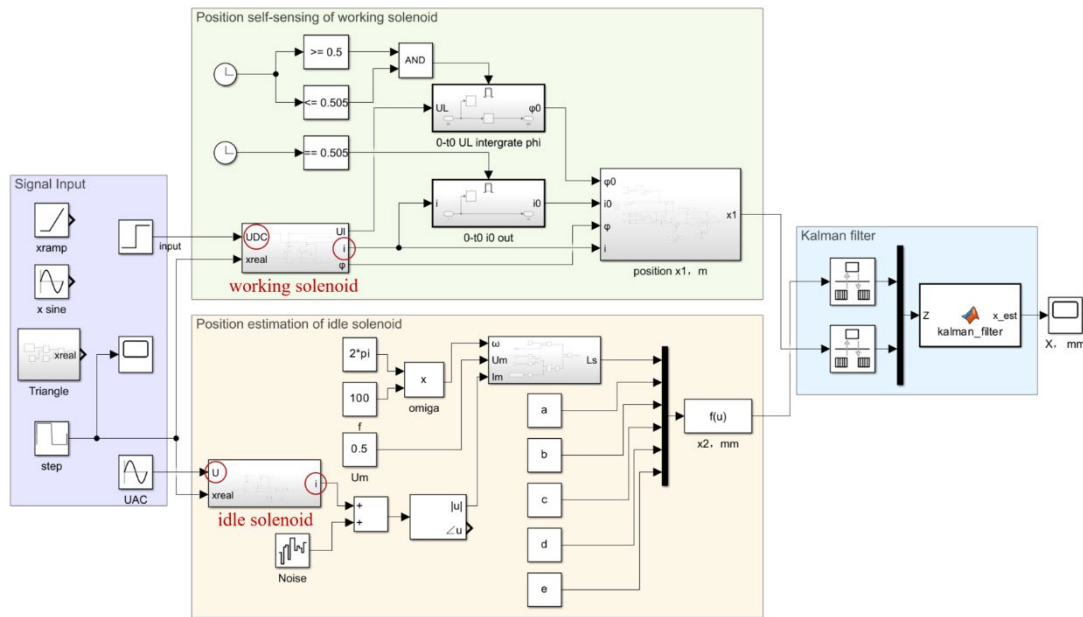 Position self-sensing of working solenoid
>= 0.5
AND
<= 0.505
UL
φ0
0-t0 UL intergrate phi
== 0.505
i
i0
0-t0 i0 out
φ0
i0
φ
i
x1
position x1，m
Signal Input
xramp
input
x sine
xreal
Triangle
step
UAC
UDC
xreal
Ul
i
φ
working solenoid
Kalman filter
Z
x_est
kalman_filter
X， mm
Position estimation of idle solenoid
2*pi
100
f
x
omiga
0.5
Um
ω
Um
Im
Ls
a
b
c
d
e
f(u)
x2，mm
U
xreal
i
idle solenoid
+
+
|u|
∠u
Noise